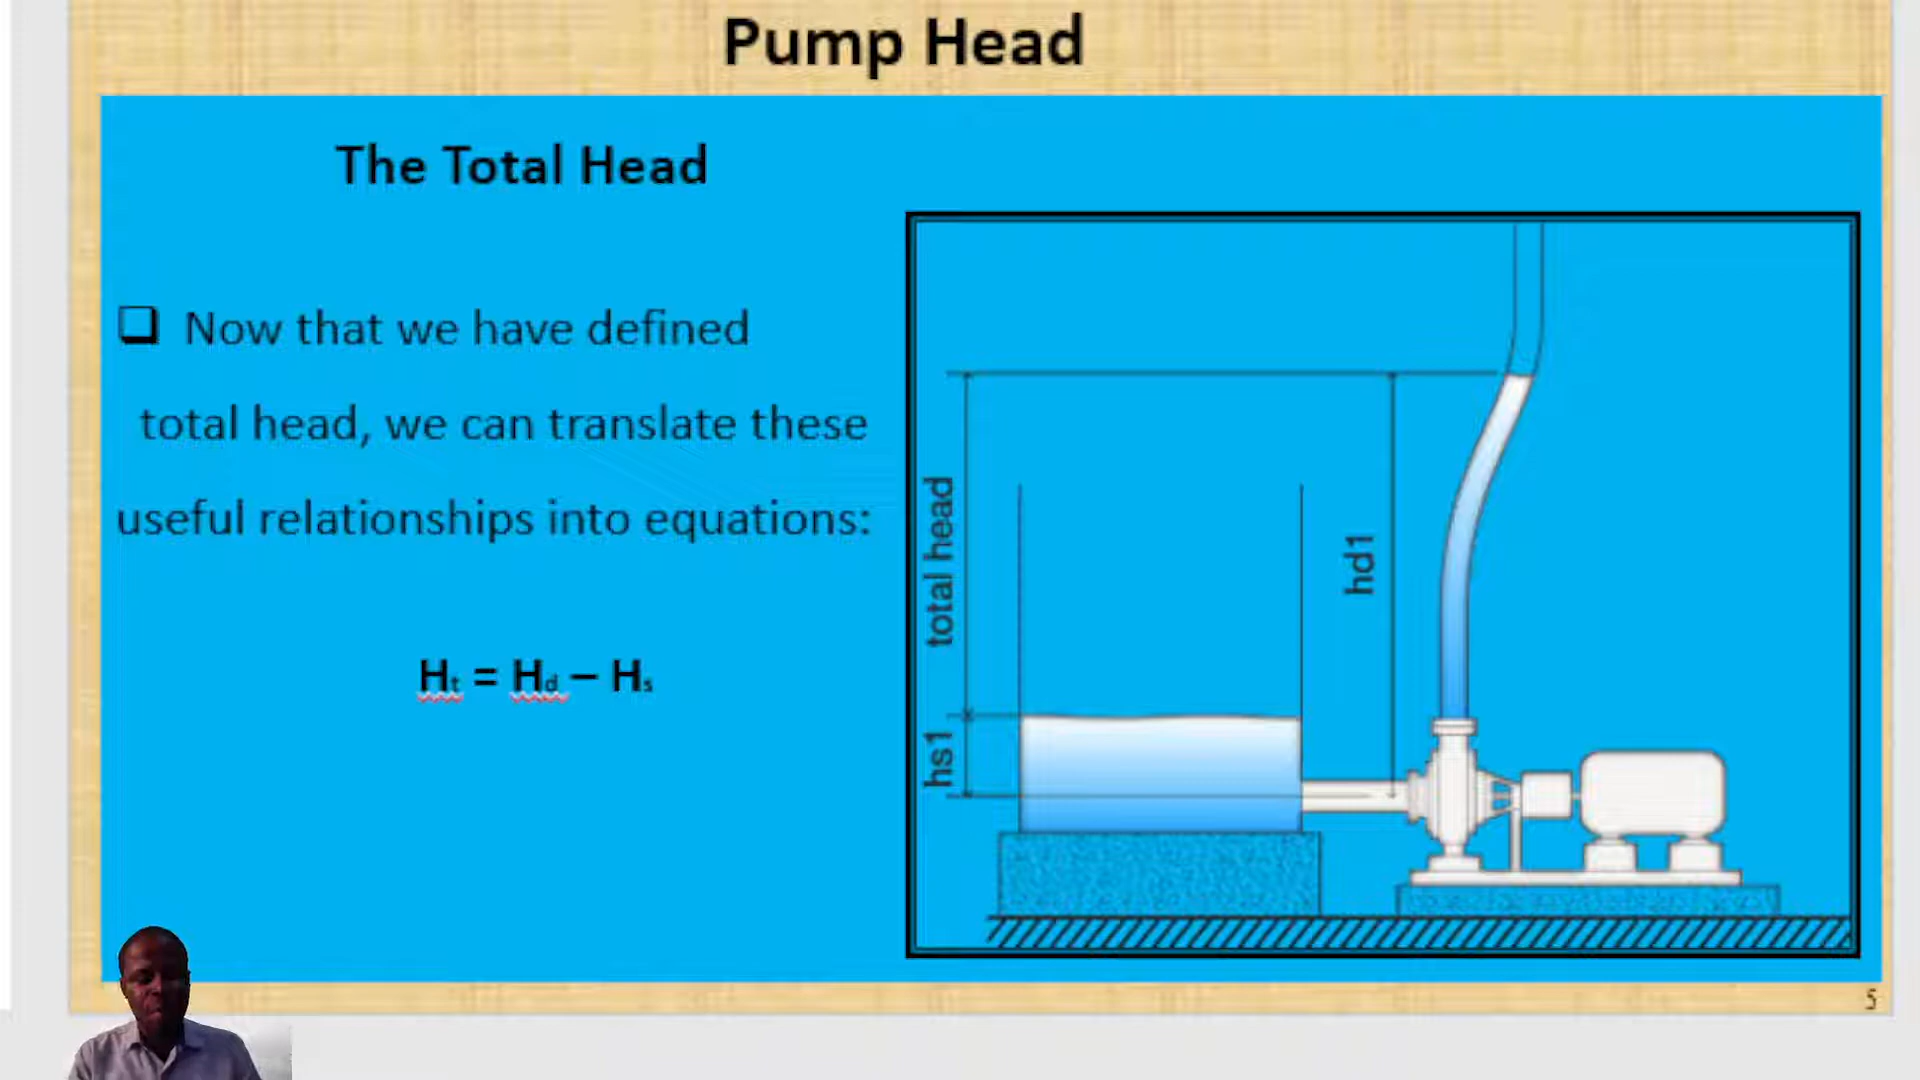 Pump Head
The Total Head
❑ Now that we have defined
total head, we can translate these
useful relationships into equations:
Ht = Hd – Hs
total head
hd1
hs1
5